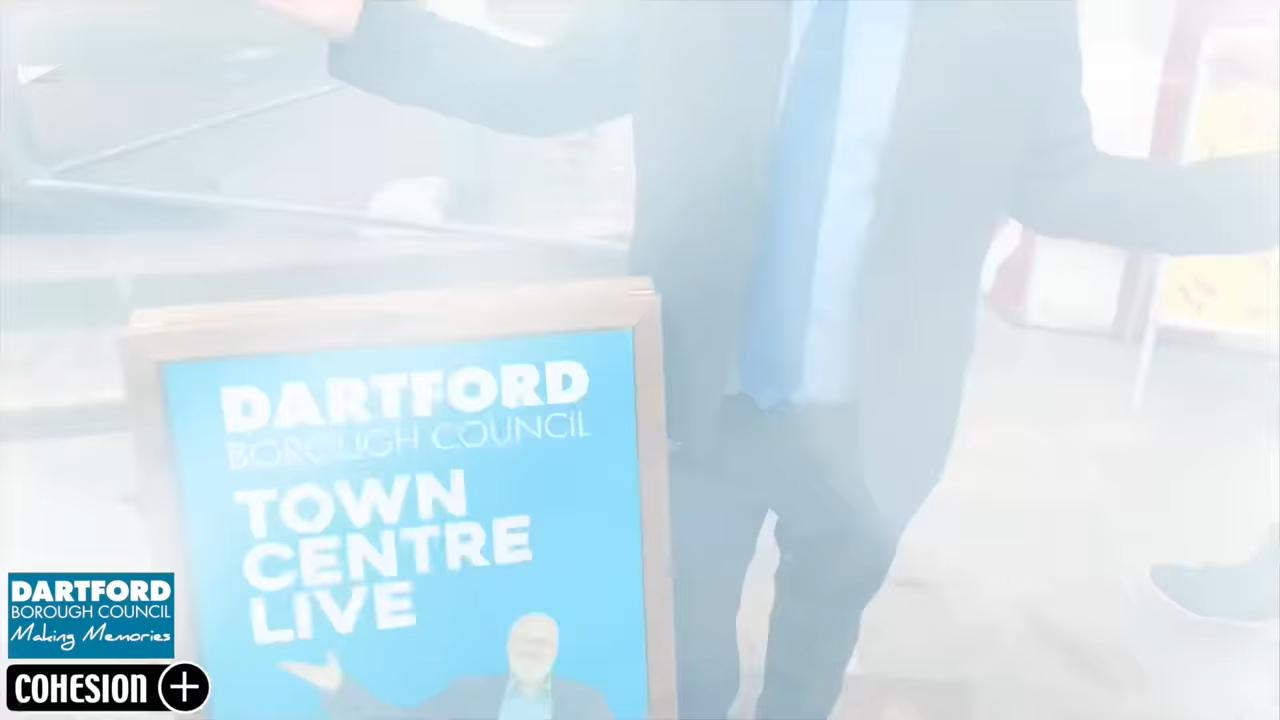 DARTFORD
BOROUGH COUNCIL
TOWN
CENTRE
LIVE
DARTFORD
BOROUGH COUNCIL
Making Memories
COHESION +